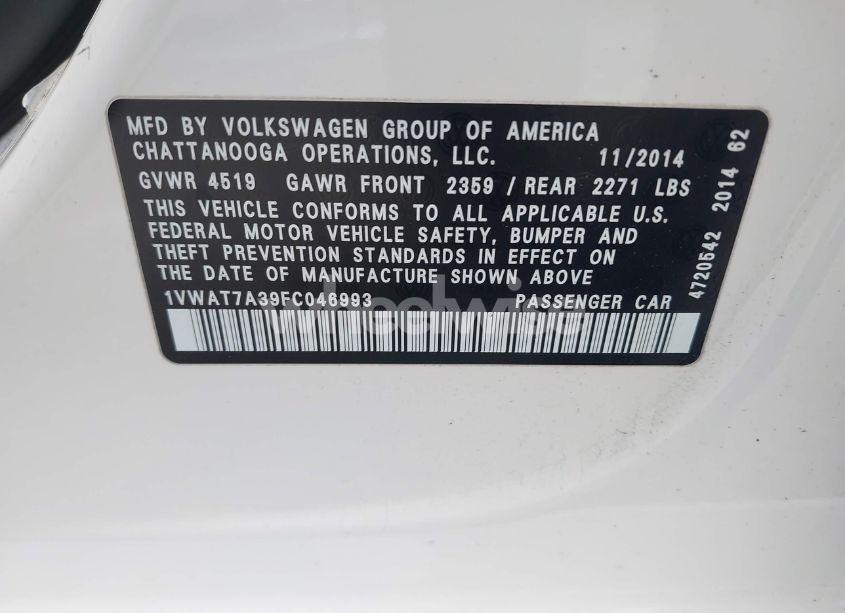 MFD BY VOLKSWAGEN GROUP OF AMERICA
CHATTANOOGA OPERATIONS, LLC. 11/2014
GVWR 4519 GAWR FRONT 2359 / REAR 2271 LBS
THIS VEHICLE CONFORMS TO ALL APPLICABLE U.S.
FEDERAL MOTOR VEHICLE SAFETY, BUMPER AND
THEFT PREVENTION STANDARDS IN EFFECT ON
THE DATE OF MANUFACTURE SHOWN ABOVE
1VWAT7A39FC046993 PASSENGER CAR
4720542 2014 62
wheelwise